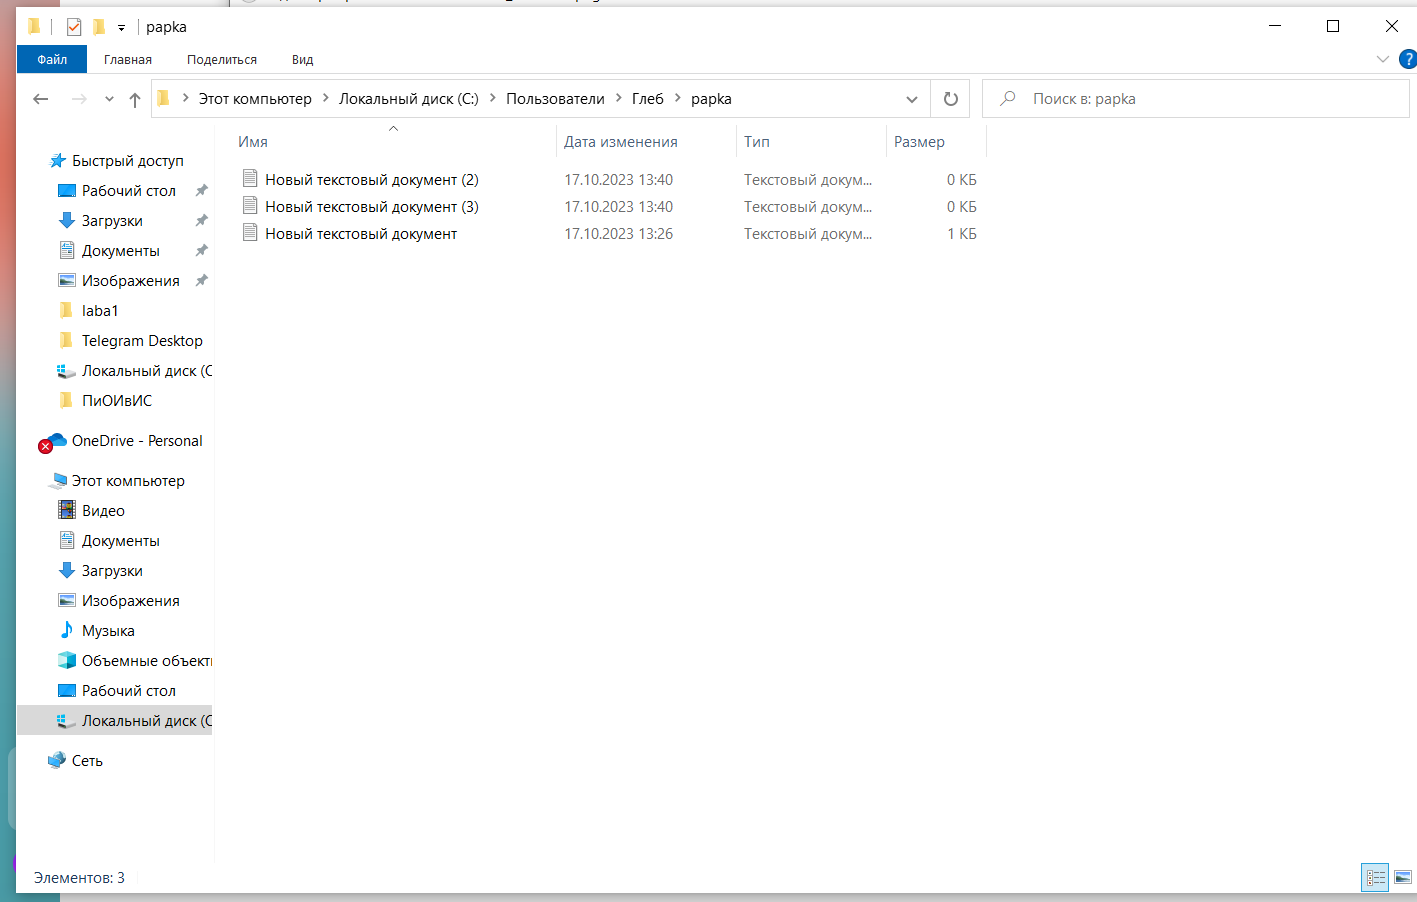 papka
Файл Главная Поделиться Вид
Этот компьютер Локальный диск (C:) Пользователи Глеб papka Поиск в: papka
Имя Дата изменения Тип Размер
Новый текстовый документ (2) 17.10.2023 13:40 Текстовый докум... 0 КБ
Новый текстовый документ (3) 17.10.2023 13:40 Текстовый докум... 0 КБ
Новый текстовый документ 17.10.2023 13:26 Текстовый докум... 1 КБ
Быстрый доступ
Рабочий стол
Загрузки
Документы
Изображения
laba1
Telegram Desktop
Локальный диск (C
ПиОИвИС
OneDrive - Personal
Этот компьютер
Видео
Документы
Загрузки
Изображения
Музыка
Объемные объект
Рабочий стол
Локальный диск (C
Сеть
Элементов: 3